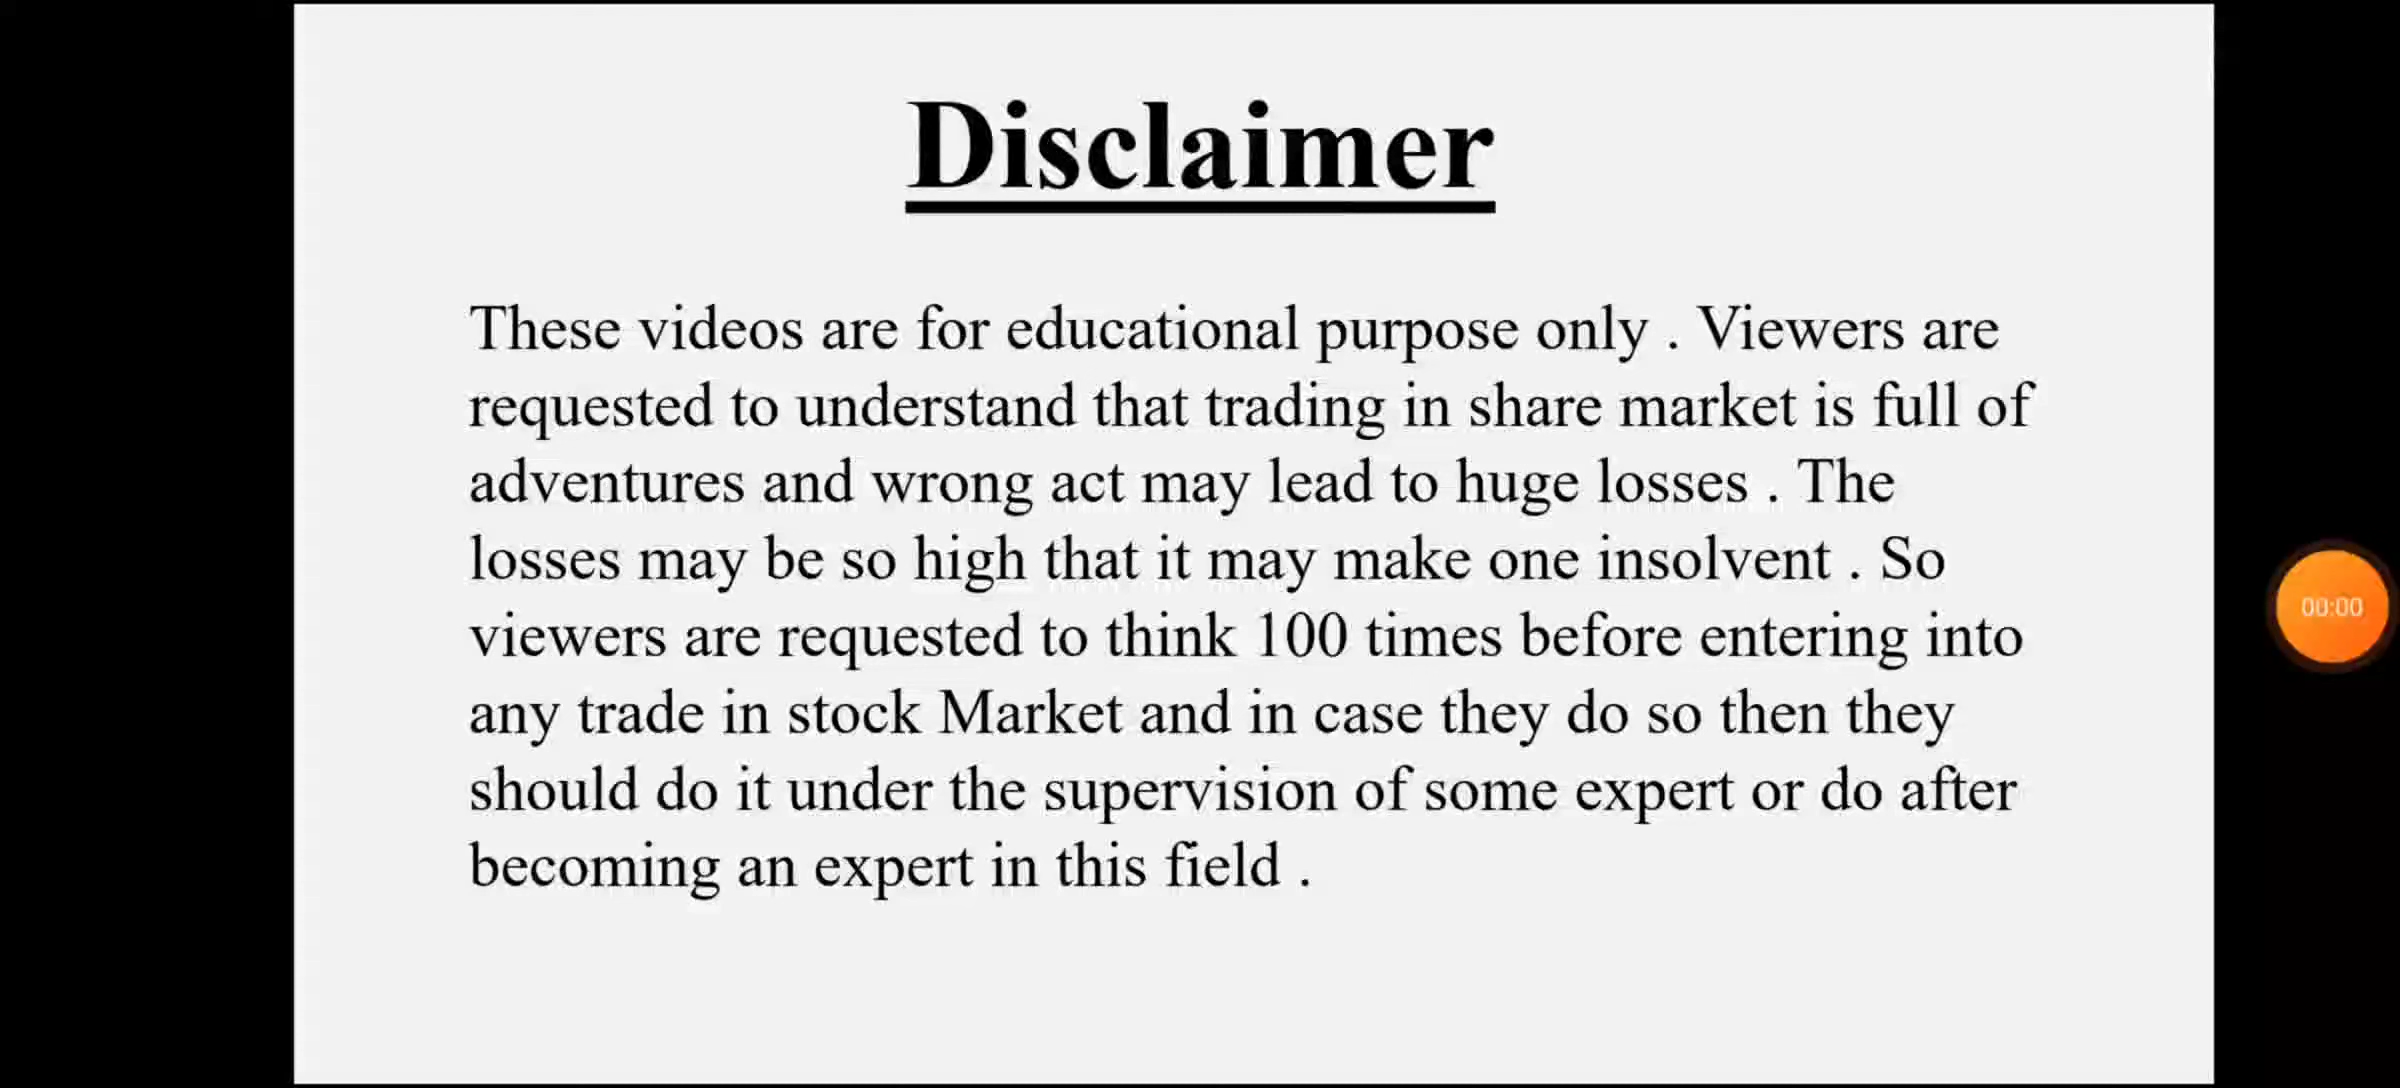 Disclaimer
These videos are for educational purpose only . Viewers are
requested to understand that trading in share market is full of
adventures and wrong act may lead to huge losses . The
losses may be so high that it may make one insolvent . So
viewers are requested to think 100 times before entering into
any trade in stock Market and in case they do so then they
should do it under the supervision of some expert or do after
becoming an expert in this field .
00:00